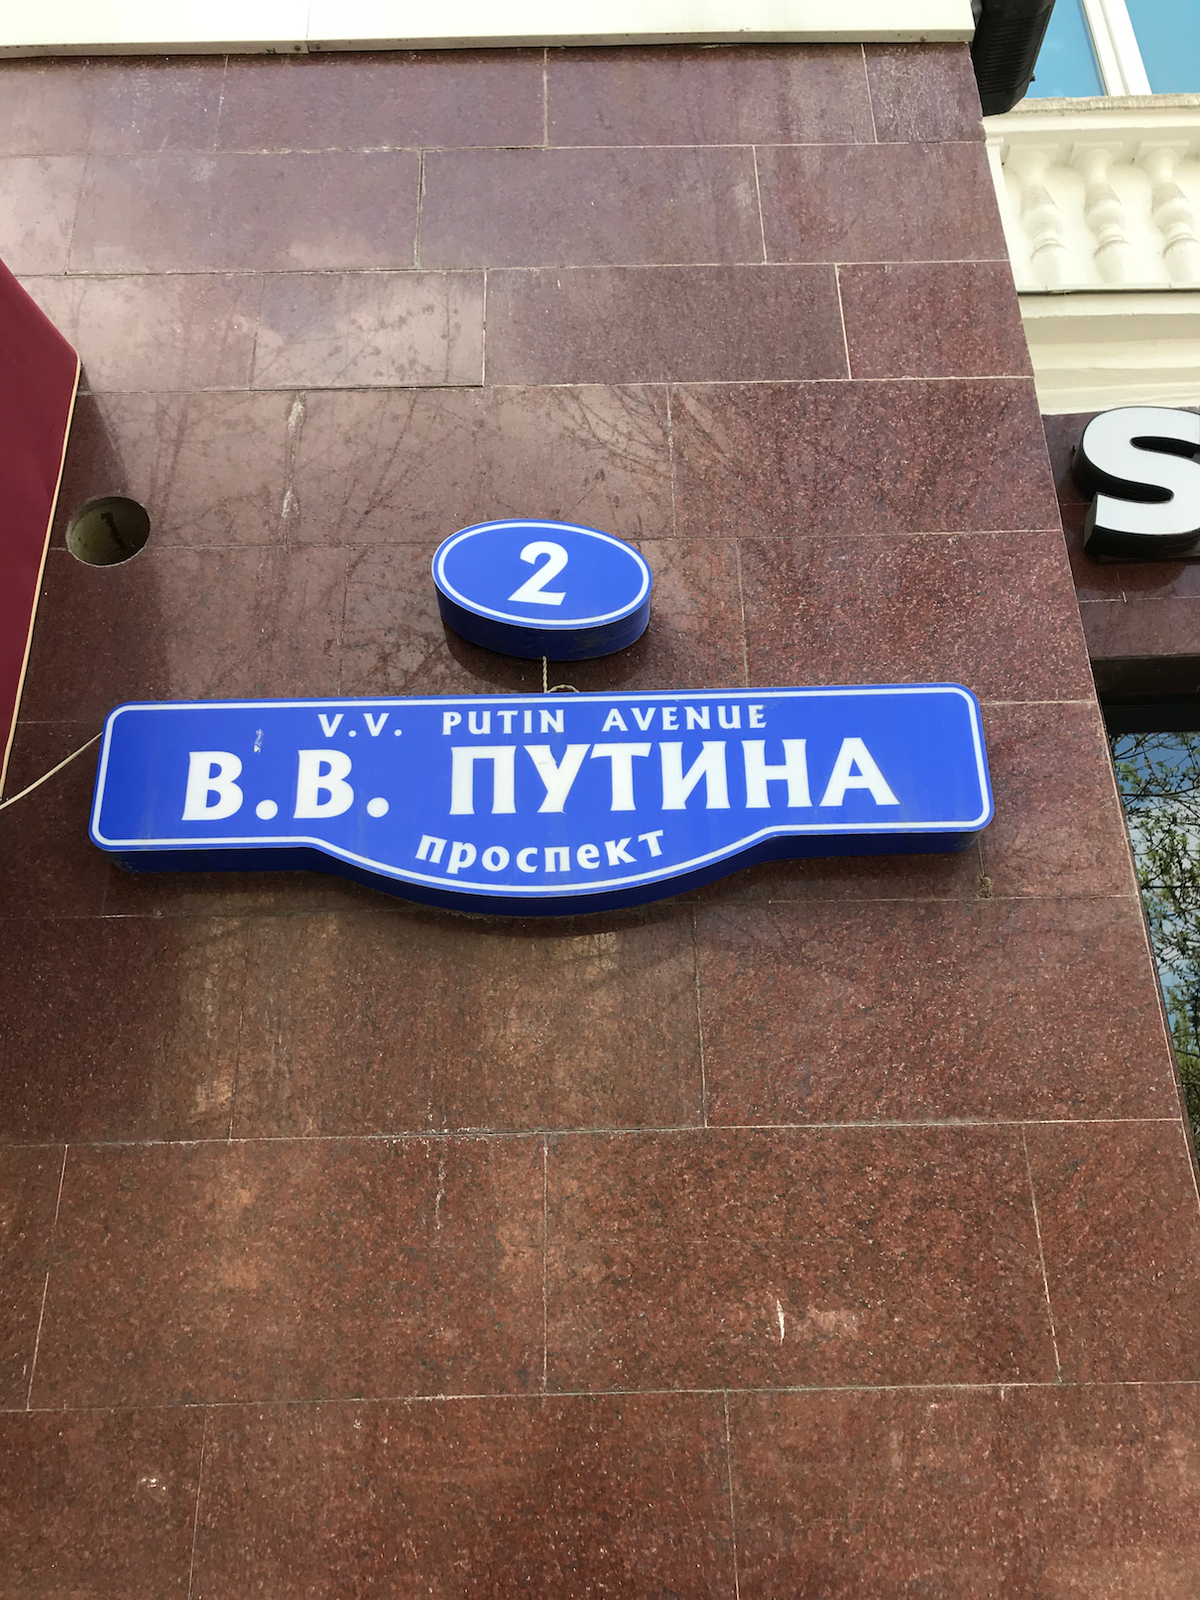 2
V.V. PUTIN AVENUE
В.В. ПУТИНА
проспект
S